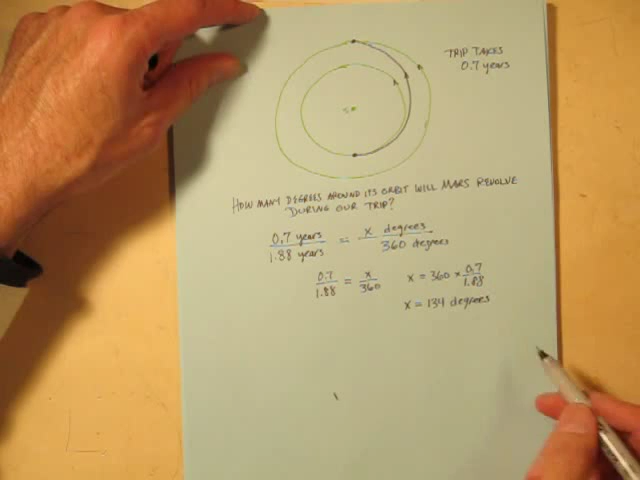 TRIP TAKES
0.7 years
S
HOW MANY DEGREES AROUND ITS ORBIT WILL MARS REVOLVE
DURING OUR TRIP?
0.7 years / 1.88 years = x degrees / 360 degrees
0.7 / 1.88 = x / 360
x = 360 × 0.7 / 1.88
x = 134 degrees